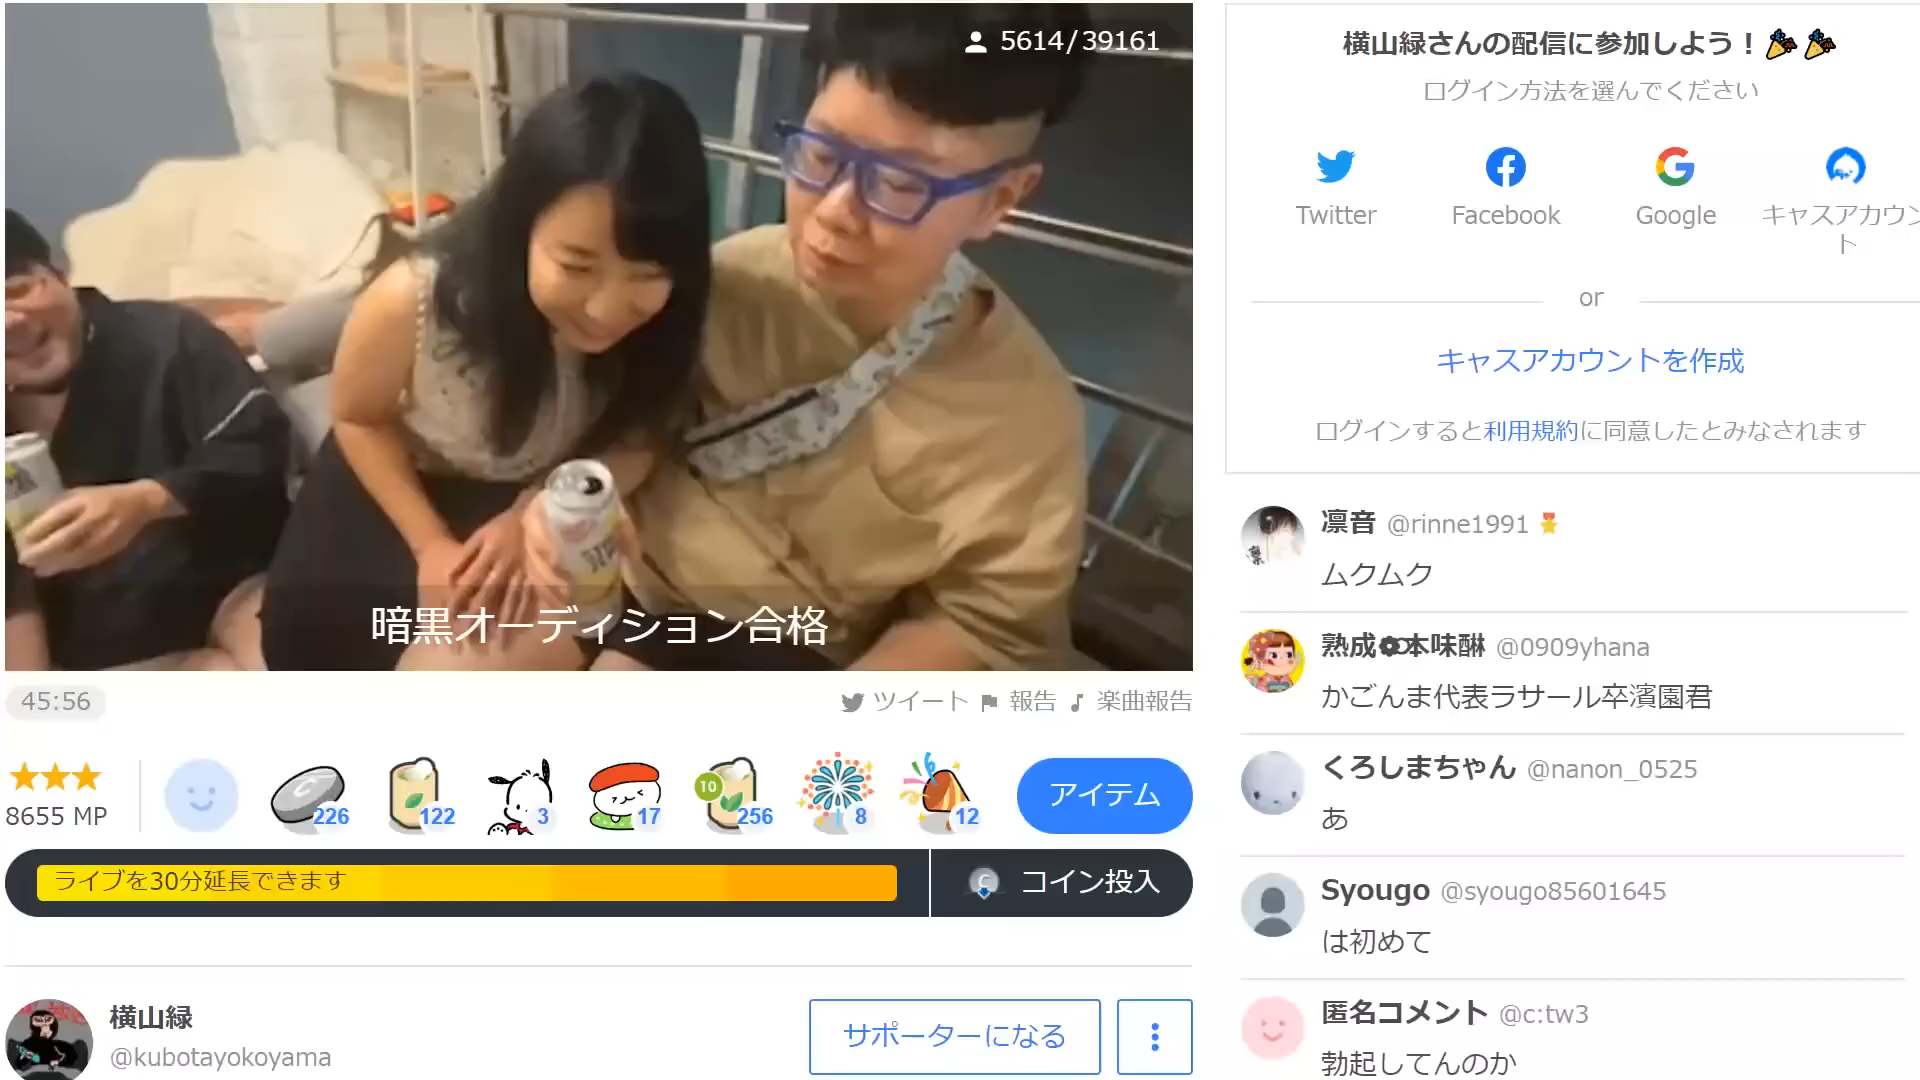 5614/39161
暗黒オーディション合格
45:56
ツイート 報告 楽曲報告
8655 MP
226
122
3
17
10
256
8
12
アイテム
ライブを30分延長できます
コイン投入
横山緑
@kubotayokoyama
サポーターになる
横山緑さんの配信に参加しよう！
ログイン方法を選んでください
Twitter
Facebook
Google
キャスアカウン
ト
or
キャスアカウントを作成
ログインすると利用規約に同意したとみなされます
凛音 @rinne1991
ムクムク
@0909yhana
かごんま代表ラサール卒濱園君
くろしまちゃん @nanon_0525
あ
Syougo @syougo85601645
は初めて
匿名コメント @c:tw3
勃起してんのか